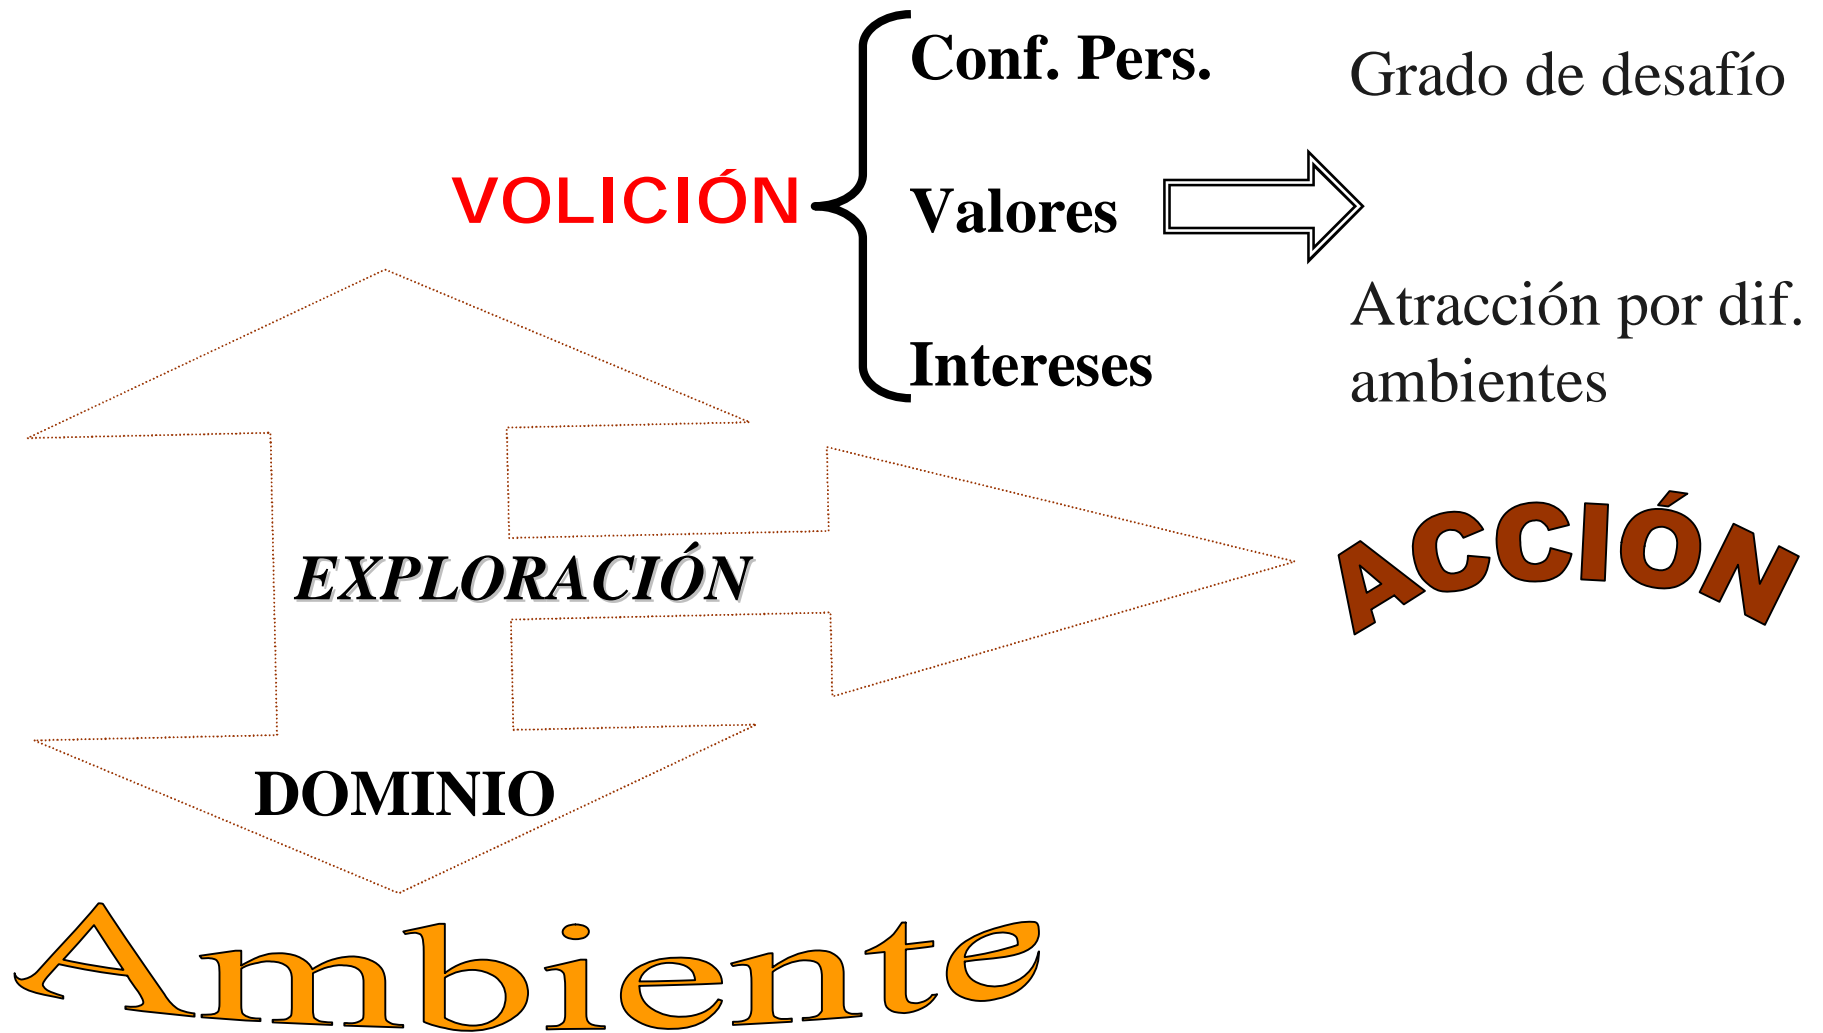 Conf. Pers.
Grado de desafío
VOLICIÓN
Valores
Atracción por dif.
ambientes
Intereses
ACCIÓN
EXPLORACIÓN
DOMINIO
Ambiente